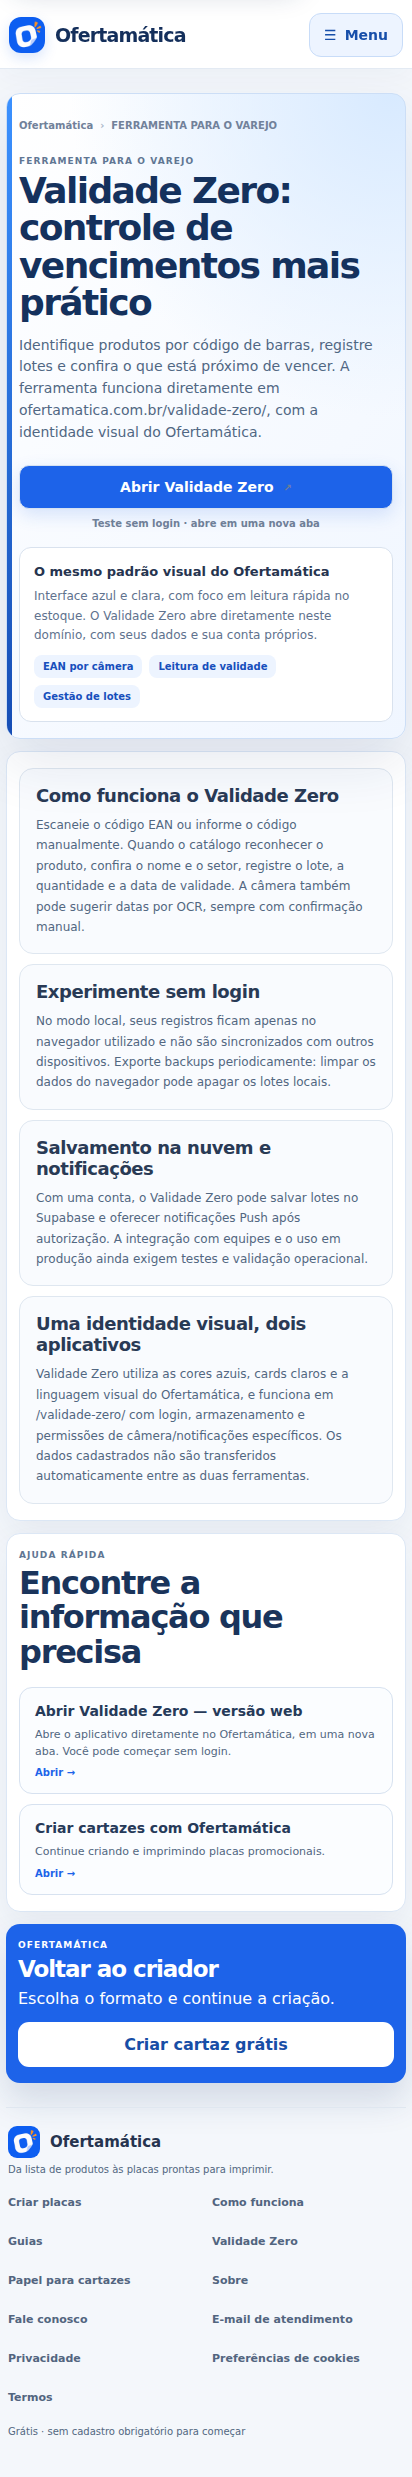 Ofertamática
☰ Menu
Ofertamática › FERRAMENTA PARA O VAREJO
FERRAMENTA PARA O VAREJO
Validade Zero:
controle de
vencimentos mais
prático
Identifique produtos por código de barras, registre
lotes e confira o que está próximo de vencer. A
ferramenta funciona diretamente em
ofertamatica.com.br/validade-zero/, com a
identidade visual do Ofertamática.
Abrir Validade Zero ↗
Teste sem login · abre em uma nova aba
O mesmo padrão visual do Ofertamática
Interface azul e clara, com foco em leitura rápida no
estoque. O Validade Zero abre diretamente neste
domínio, com seus dados e sua conta próprios.
EAN por câmera
Leitura de validade
Gestão de lotes
Como funciona o Validade Zero
Escaneie o código EAN ou informe o código
manualmente. Quando o catálogo reconhecer o
produto, confira o nome e o setor, registre o lote, a
quantidade e a data de validade. A câmera também
pode sugerir datas por OCR, sempre com confirmação
manual.
Experimente sem login
No modo local, seus registros ficam apenas no
navegador utilizado e não são sincronizados com outros
dispositivos. Exporte backups periodicamente: limpar os
dados do navegador pode apagar os lotes locais.
Salvamento na nuvem e
notificações
Com uma conta, o Validade Zero pode salvar lotes no
Supabase e oferecer notificações Push após
autorização. A integração com equipes e o uso em
produção ainda exigem testes e validação operacional.
Uma identidade visual, dois
aplicativos
Validade Zero utiliza as cores azuis, cards claros e a
linguagem visual do Ofertamática, e funciona em
/validade-zero/ com login, armazenamento e
permissões de câmera/notificações específicos. Os
dados cadastrados não são transferidos
automaticamente entre as duas ferramentas.
AJUDA RÁPIDA
Encontre a
informação que
precisa
Abrir Validade Zero — versão web
Abre o aplicativo diretamente no Ofertamática, em uma nova
aba. Você pode começar sem login.
Abrir →
Criar cartazes com Ofertamática
Continue criando e imprimindo placas promocionais.
Abrir →
OFERTAMÁTICA
Voltar ao criador
Escolha o formato e continue a criação.
Criar cartaz grátis
Ofertamática
Da lista de produtos às placas prontas para imprimir.
Criar placas
Como funciona
Guias
Validade Zero
Papel para cartazes
Sobre
Fale conosco
E-mail de atendimento
Privacidade
Preferências de cookies
Termos
Grátis · sem cadastro obrigatório para começar